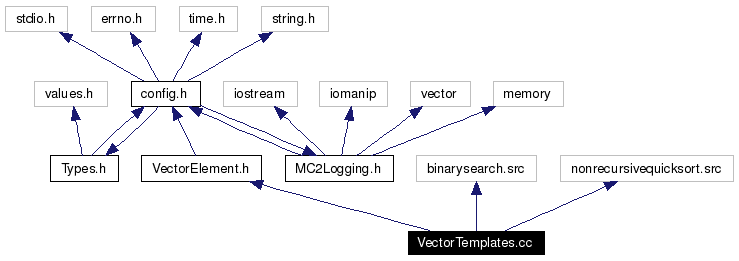 stdio.h
errno.h
time.h
string.h
values.h
config.h
iostream
iomanip
vector
memory
Types.h
VectorElement.h
MC2Logging.h
binarysearch.src
nonrecursivequicksort.src
VectorTemplates.cc